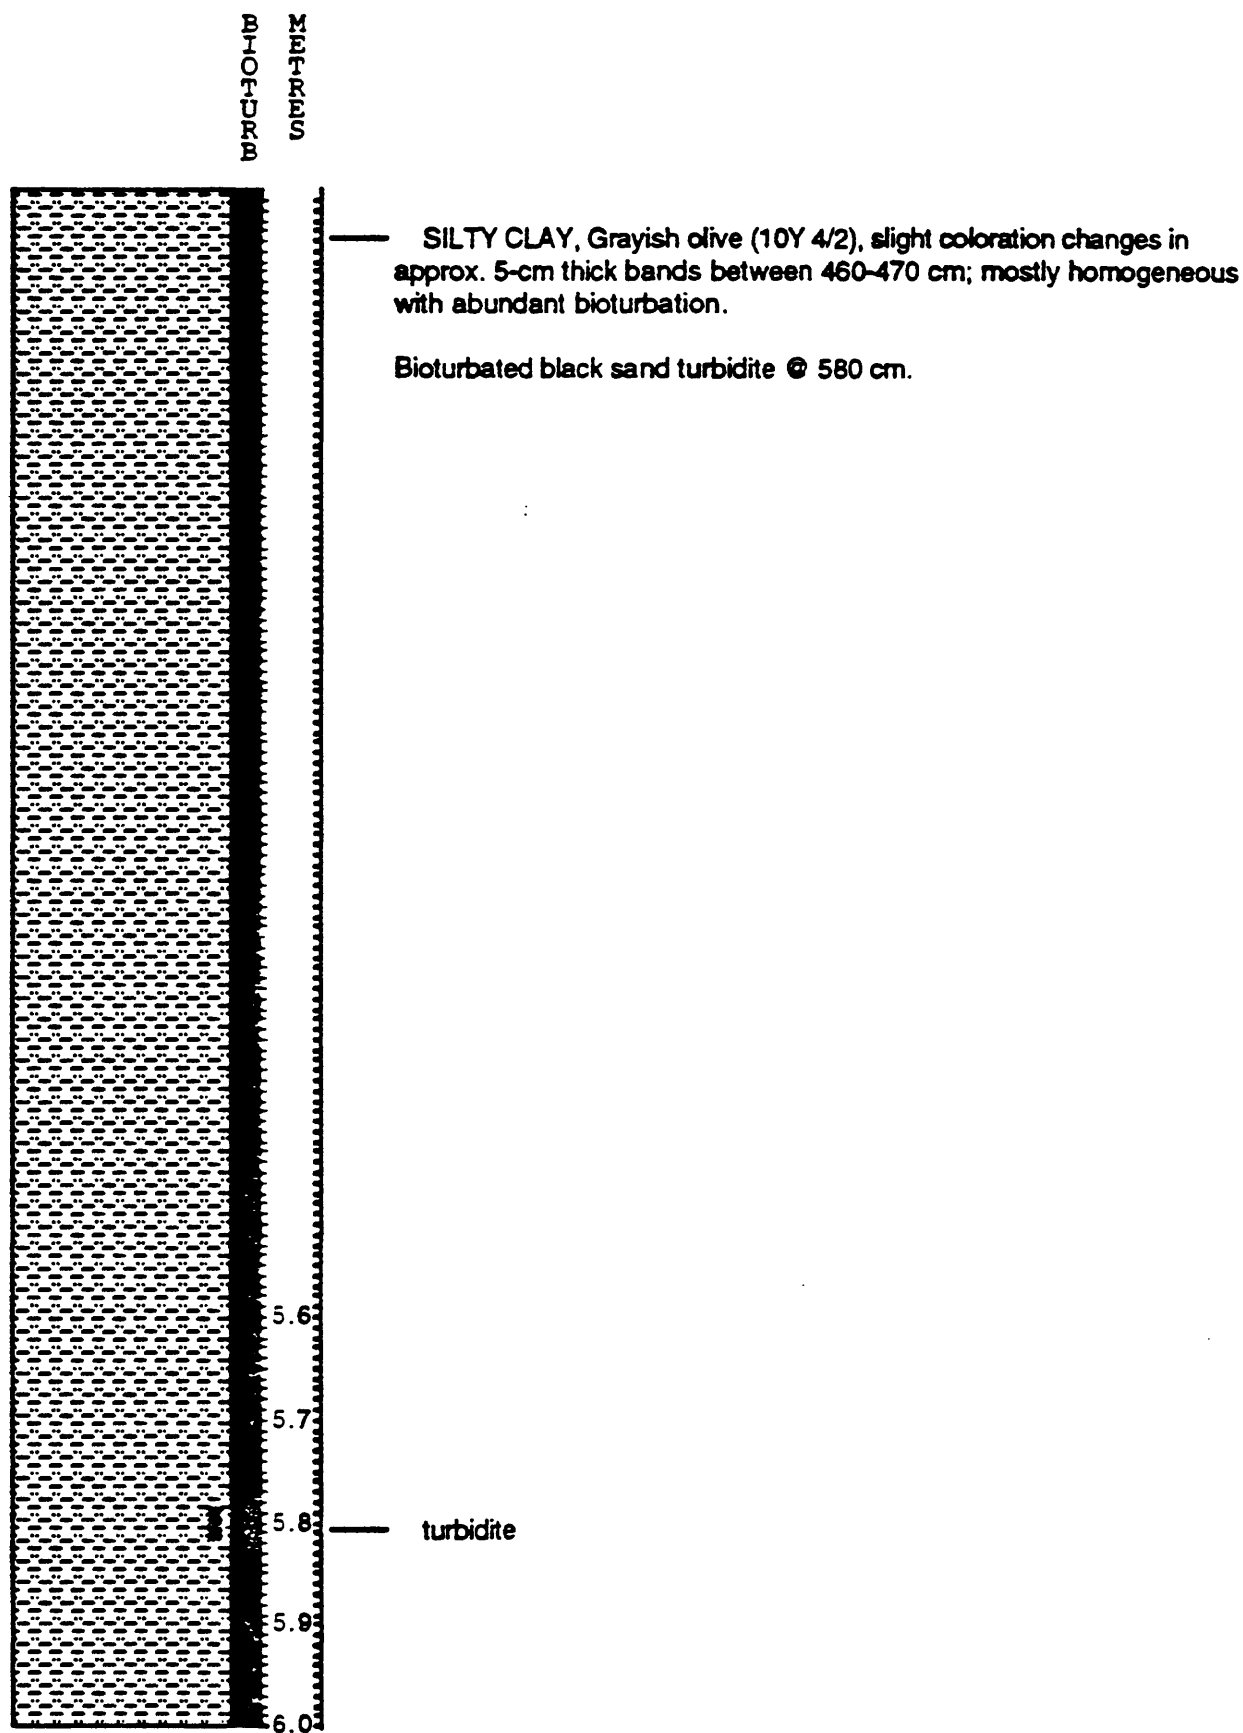 BIOTURB
METRES
SILTY CLAY, Grayish olive (10Y 4/2), slight coloration changes in
approx. 5-cm thick bands between 460-470 cm; mostly homogeneous
with abundant bioturbation.
Bioturbated black sand turbidite @ 580 cm.
5.6
5.7
5.8
turbidite
5.9
6.0